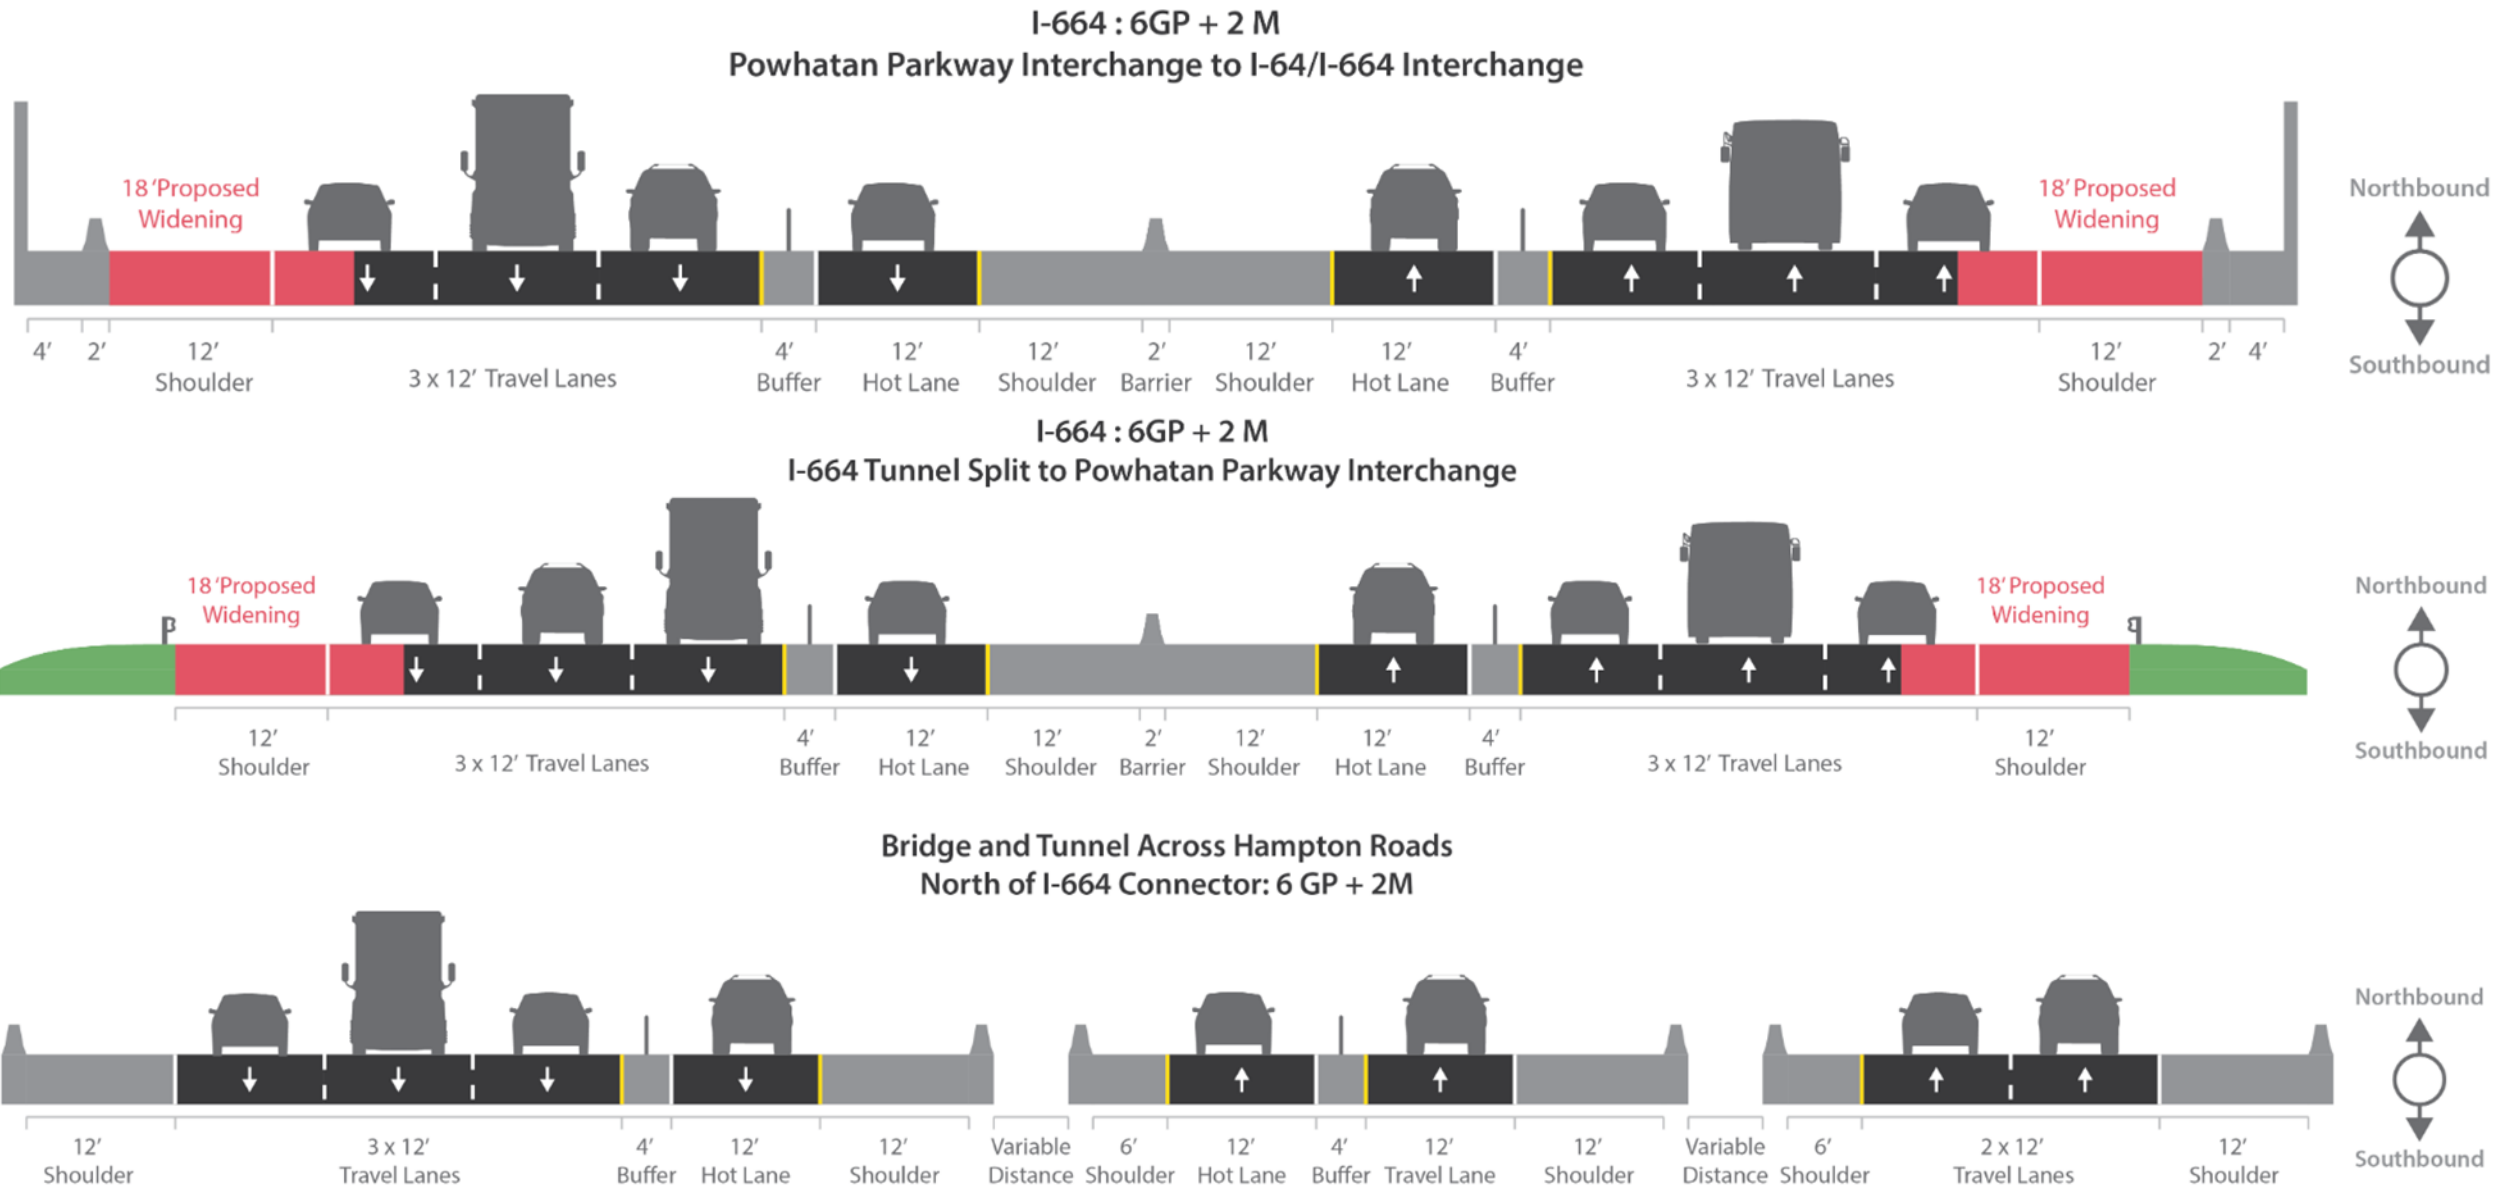 I-664 : 6GP + 2 M
Powhatan Parkway Interchange to I-64/I-664 Interchange
18 'Proposed
Widening
18' Proposed
Widening
Northbound
Southbound
4' 2' 12' 4' 12' 12' 2' 12' 12' 4' 12' 2' 4'
Shoulder 3 x 12' Travel Lanes Buffer Hot Lane Shoulder Barrier Shoulder Hot Lane Buffer 3 x 12' Travel Lanes Shoulder
I-664 : 6GP + 2 M
I-664 Tunnel Split to Powhatan Parkway Interchange
18 'Proposed
Widening
18' Proposed
Widening
Northbound
Southbound
12' 4' 12' 12' 2' 12' 12' 4' 12'
Shoulder 3 x 12' Travel Lanes Buffer Hot Lane Shoulder Barrier Shoulder Hot Lane Buffer 3 x 12' Travel Lanes Shoulder
Bridge and Tunnel Across Hampton Roads
North of I-664 Connector: 6 GP + 2M
Northbound
Southbound
12' 3 x 12' 4' 12' 12' Variable 6' 12' 4' 12' 12' Variable 6' 2 x 12' 12'
Shoulder Travel Lanes Buffer Hot Lane Shoulder Distance Shoulder Hot Lane Buffer Travel Lane Shoulder Distance Shoulder Travel Lanes Shoulder